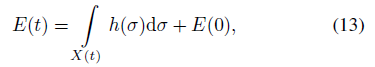 E(t) = ∫_{X(t)} h(σ)dσ + E(0), (13)